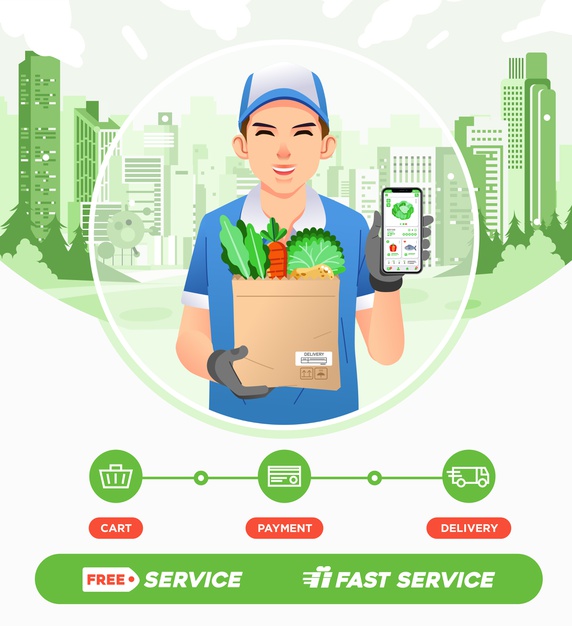 DELIVERY
CART
PAYMENT
DELIVERY
FREE SERVICE
FAST SERVICE